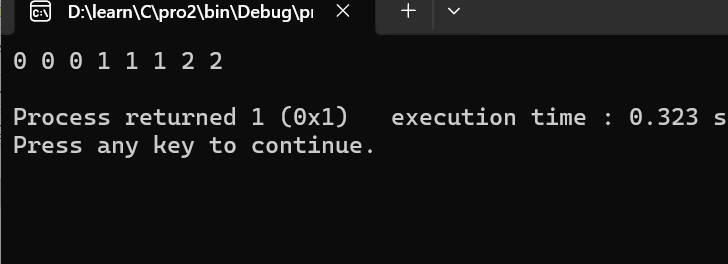 D:\learn\C\pro2\bin\Debug\pr
0 0 0 1 1 1 2 2
Process returned 1 (0x1)   execution time : 0.323 s
Press any key to continue.